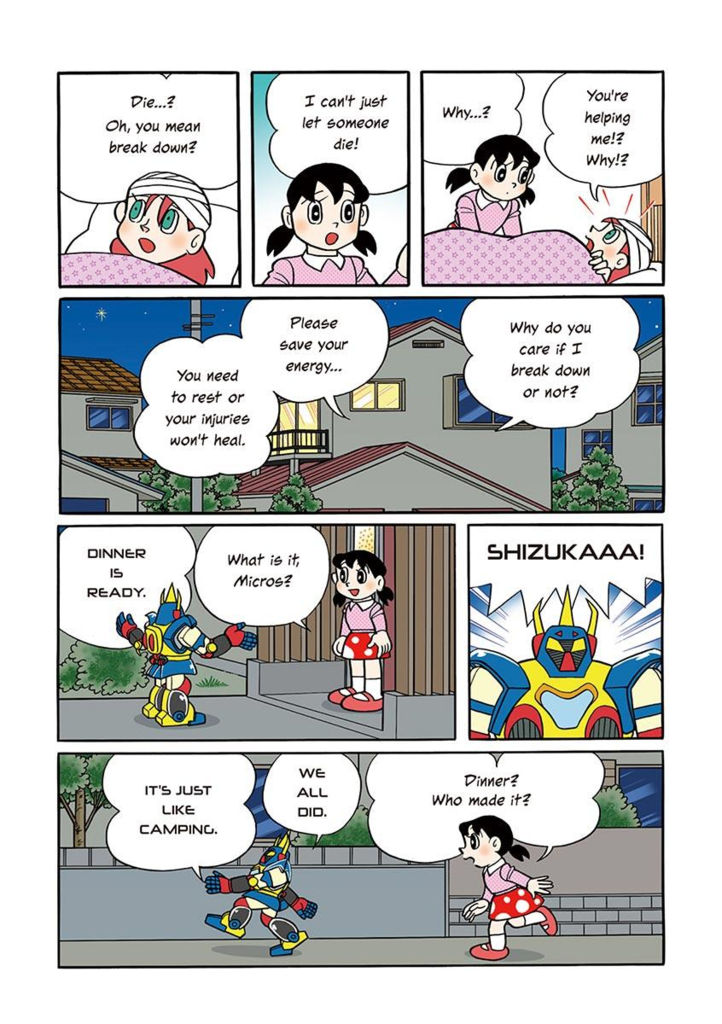 You're
helping
me!?
Why!?
Why...?
I can't just
let someone
die!
Die...?
Oh, you mean
break down?
Why do you
care if I
break down
or not?
Please
save your
energy...
You need
to rest or
your injuries
won't heal.
SHIZUKAAA!
What is it,
Micros?
DINNER
IS
READY.
Dinner?
Who made it?
WE
ALL
DID.
IT'S JUST
LIKE
CAMPING.